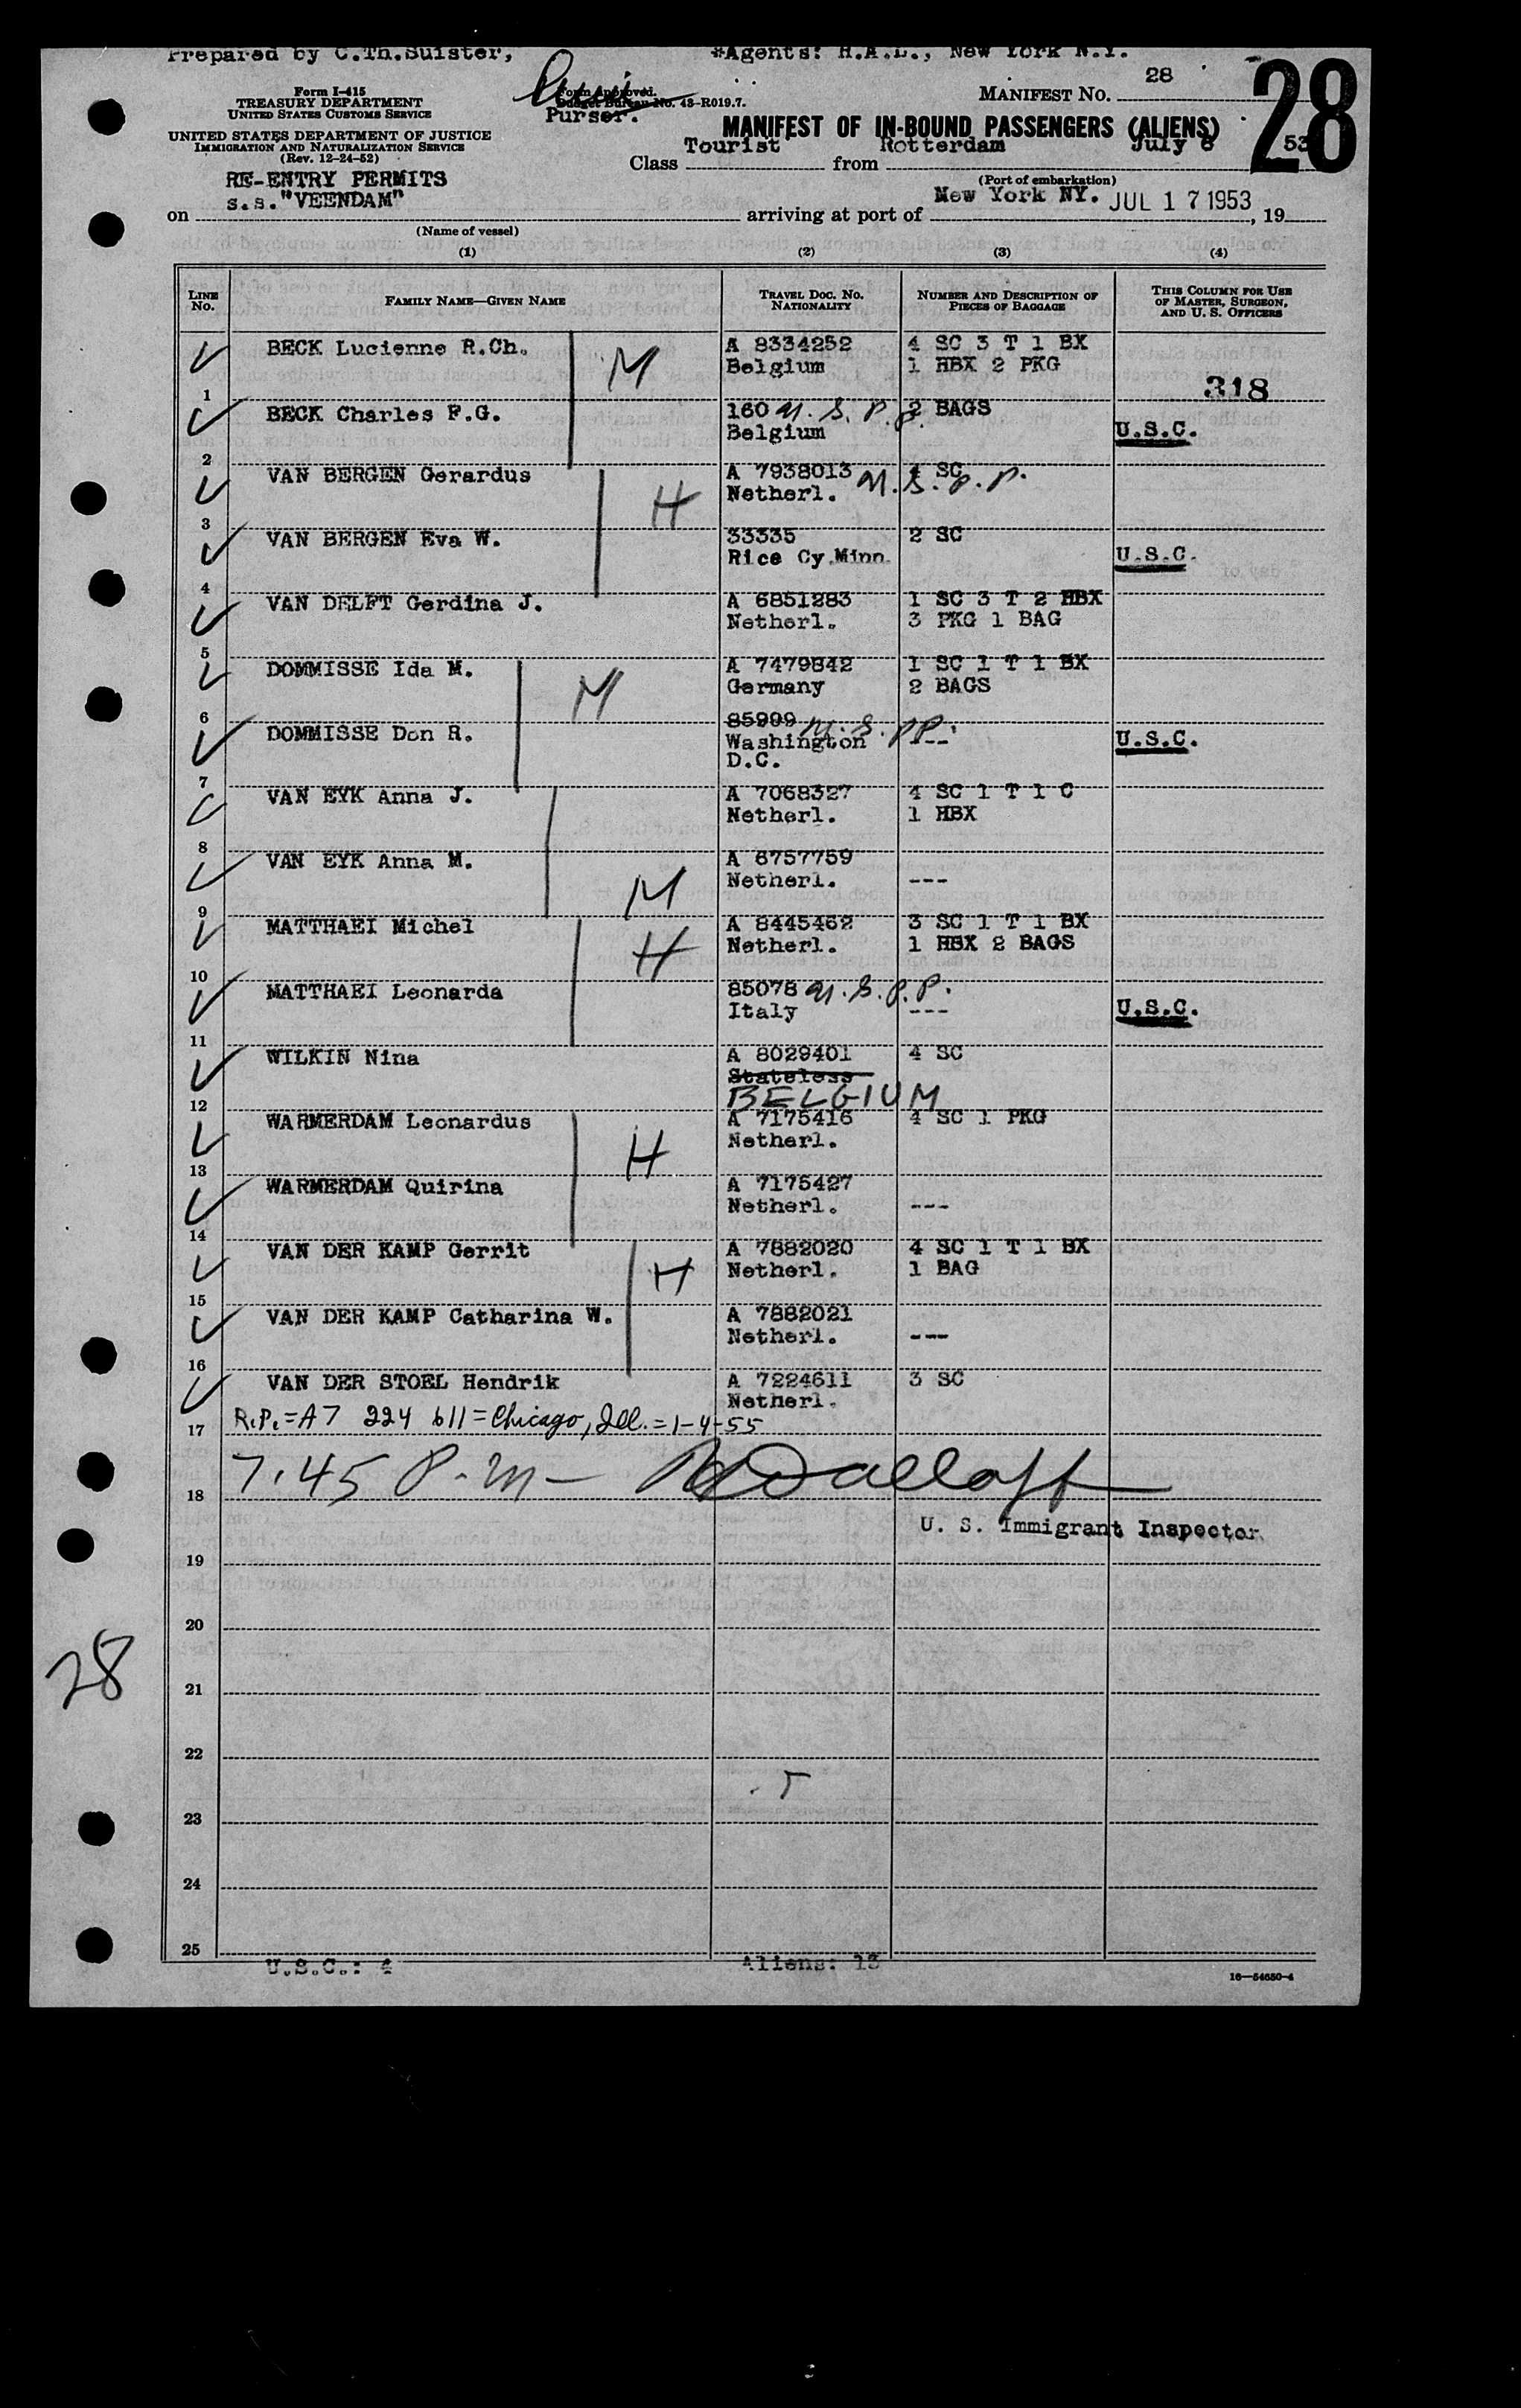 Prepared by C.Th.Suister, *Agents: H.A.L., New York N.Y.
28
Form I-415
TREASURY DEPARTMENT
UNITED STATES CUSTOMS SERVICE
UNITED STATES DEPARTMENT OF JUSTICE
IMMIGRATION AND NATURALIZATION SERVICE
(Rev. 12-24-52)
Form Approved.
Budget Bureau No. 43-R019.7.
Purser.
MANIFEST NO. 28
MANIFEST OF IN-BOUND PASSENGERS (ALIENS)
Class Tourist from Rotterdam July 8 53
(Port of embarkation)
RE-ENTRY PERMITS
on s.s."VEENDAM" arriving at port of New York NY. JUL 17 1953, 19
(Name of vessel)
(1) (2) (3) (4)
LINE NO. FAMILY NAME—GIVEN NAME TRAVEL DOC. NO. NATIONALITY NUMBER AND DESCRIPTION OF PIECES OF BAGGAGE THIS COLUMN FOR USE OF MASTER, SURGEON, AND U. S. OFFICERS
BECK Lucienne R.Ch. M A 8334252 4 SC 3 T 1 BX
Belgium 1 HBX 2 PKG
1 318
BECK Charles F.G. 160 U.S.P.P. 2 BAGS
Belgium U.S.C.
2
VAN BERGEN Gerardus H A 7938013 4 SC
Netherl. U.S.P.P.
3
VAN BERGEN Eva W. 33335 2 SC
Rice Cy.Minn. U.S.C.
4
VAN DELFT Gerdina J. A 6851283 1 SC 3 T 2 HBX
Netherl. 3 PKG 1 BAG
5
DOMMISSE Ida M. M A 7479842 1 SC 1 T 1 BX
Germany 2 BAGS
6
DOMMISSE Don R. 85909 U.S.PP.
Washington --- U.S.C.
D.C.
7
VAN EYK Anna J. A 7068327 4 SC 1 T 1 C
Netherl. 1 HBX
8
VAN EYK Anna M. M A 6757759
Netherl. ---
9
MATTHAEI Michel H A 8445462 3 SC 1 T 1 BX
Netherl. 1 HBX 2 BAGS
10
MATTHAEI Leonarda 85078 U.S.P.P.
Italy --- U.S.C.
11
WILKIN Nina A 8029401 4 SC
Stateless
12 BELGIUM
WARMERDAM Leonardus H A 7175416 4 SC 1 PKG
Netherl.
13
WARMERDAM Quirina A 7175427
Netherl. ---
14
VAN DER KAMP Gerrit H A 7882020 4 SC 1 T 1 BX
Netherl. 1 BAG
15
VAN DER KAMP Catharina W. A 7882021
Netherl. ---
16
VAN DER STOEL Hendrik A 7224611 3 SC
Netherl.
17 R.P.=A7 224 611=Chicago, Ill.=1-4-55
18 7.45 P.M—
U. S. Immigrant Inspector
19
20
28
21
22
23
24
25
U.S.C.: 4 Aliens: 13
16—54650-4